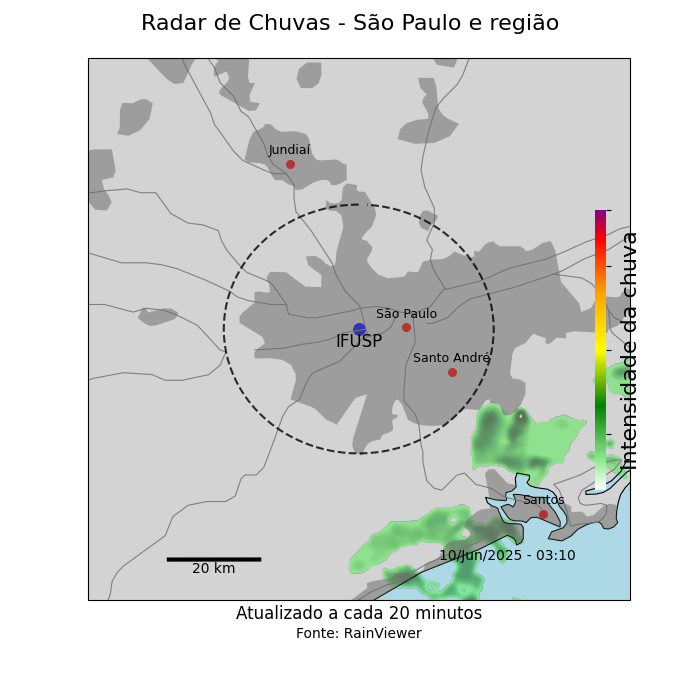 Radar de Chuvas - São Paulo e região
Jundiaí
São Paulo
IFUSP
Santo André
Intensidade da chuva
Santos
10/Jun/2025 - 03:10
20 km
Atualizado a cada 20 minutos
Fonte: RainViewer